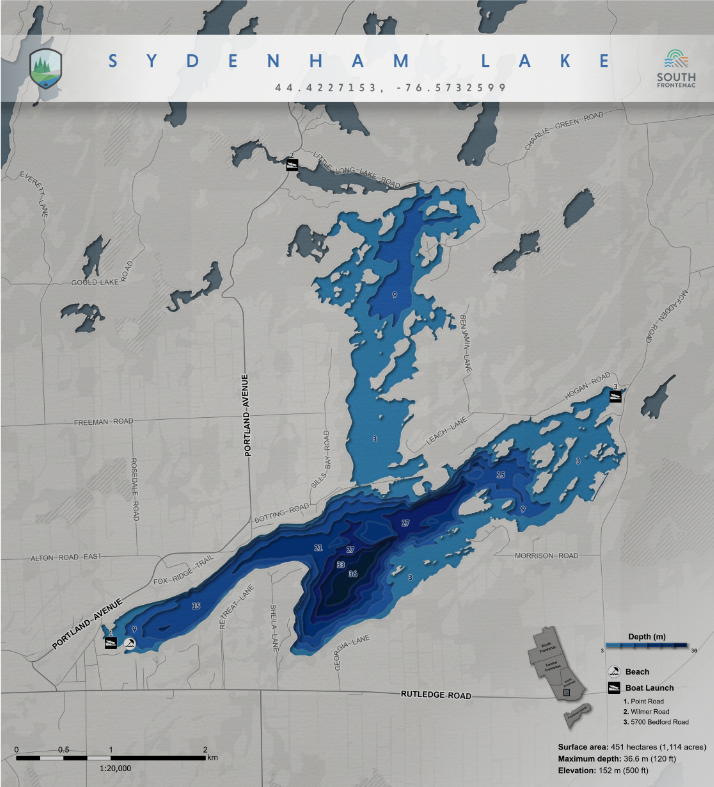 SYDENHAM LAKE
44.4227153, -76.5732599
SOUTH
FRONTENAC
CHARLIE GREEN ROAD
LITTLE LONG LAKE ROAD
EVERETT LANE
GOULD LAKE ROAD
9
BENJAMIN LANE
MCFADDEN ROAD
HOGAN ROAD
3
PORTLAND AVENUE
FREEMAN ROAD
LEACH LANE
3
GILLS BAY ROAD
ROSEDALE ROAD
3
15
9
BOTTING ROAD
27
21
27
33
36
3
ALTON ROAD EAST
FOX RIDGE TRAIL
MORRISON ROAD
PORTLAND AVENUE
15
9
RETREAT LANE
SHEILA LANE
GEORGIA LANE
RUTLEDGE ROAD
Depth (m)
3
36
Beach
Boat Launch
1. Point Road
2. Wilmer Road
3. 5700 Bedford Road
0 0.5 1 2
km
1:20,000
Surface area: 451 hectares (1,114 acres)
Maximum depth: 36.6 m (120 ft)
Elevation: 152 m (500 ft)